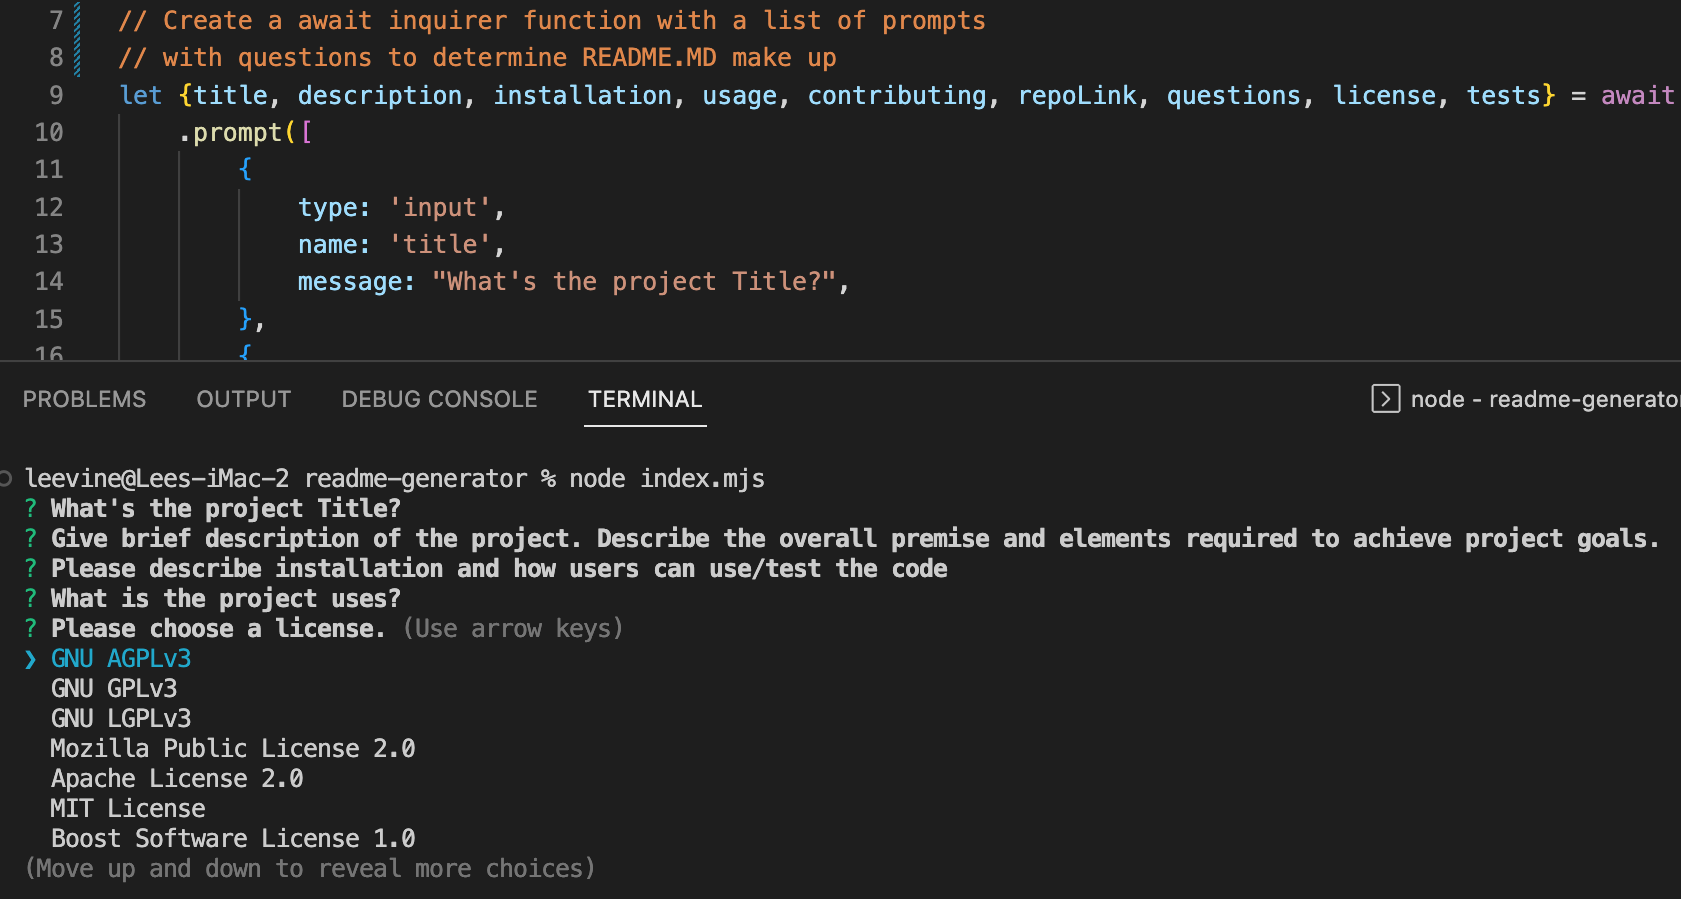 7 // Create a await inquirer function with a list of prompts
8 // with questions to determine README.MD make up
9 let {title, description, installation, usage, contributing, repoLink, questions, license, tests} = await
10 .prompt([
11 {
12 type: 'input',
13 name: 'title',
14 message: "What's the project Title?",
15 },
16 {
PROBLEMS OUTPUT DEBUG CONSOLE TERMINAL node - readme-generator
leevine@Lees-iMac-2 readme-generator % node index.mjs
? What's the project Title?
? Give brief description of the project. Describe the overall premise and elements required to achieve project goals.
? Please describe installation and how users can use/test the code
? What is the project uses?
? Please choose a license. (Use arrow keys)
❯ GNU AGPLv3
GNU GPLv3
GNU LGPLv3
Mozilla Public License 2.0
Apache License 2.0
MIT License
Boost Software License 1.0
(Move up and down to reveal more choices)